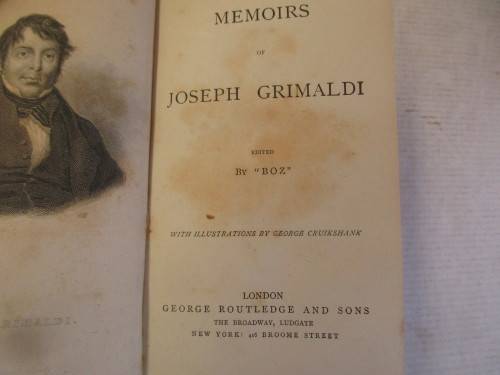 MEMOIRS
OF
JOSEPH GRIMALDI
EDITED
BY "BOZ"
WITH ILLUSTRATIONS BY GEORGE CRUIKSHANK
LONDON
GEORGE ROUTLEDGE AND SONS
THE BROADWAY, LUDGATE
NEW YORK: 416 BROOME STREET
GRIMALDI.